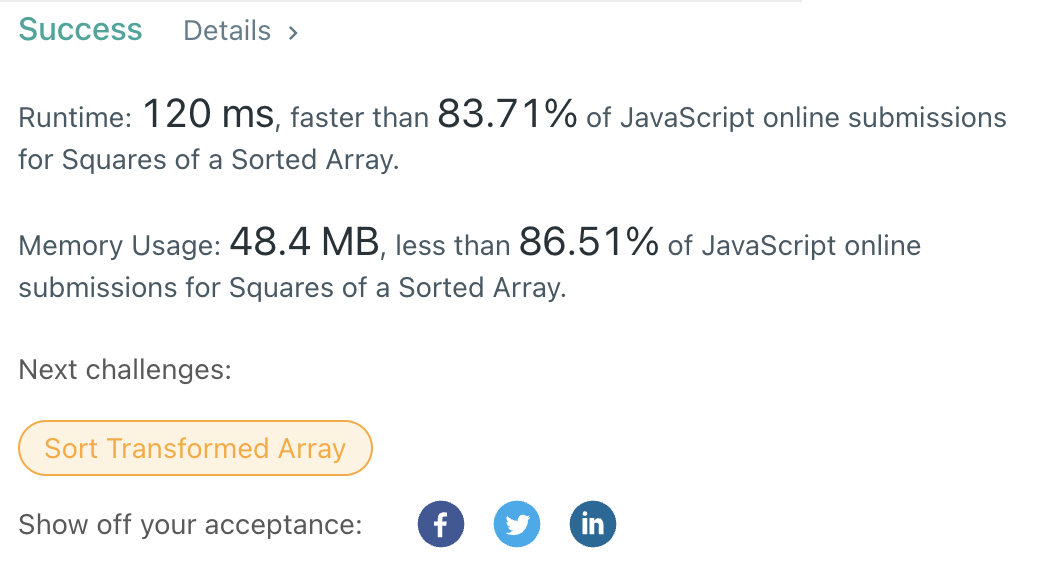 Success Details >
Runtime: 120 ms, faster than 83.71% of JavaScript online submissions
for Squares of a Sorted Array.
Memory Usage: 48.4 MB, less than 86.51% of JavaScript online
submissions for Squares of a Sorted Array.
Next challenges:
Sort Transformed Array
Show off your acceptance: f in